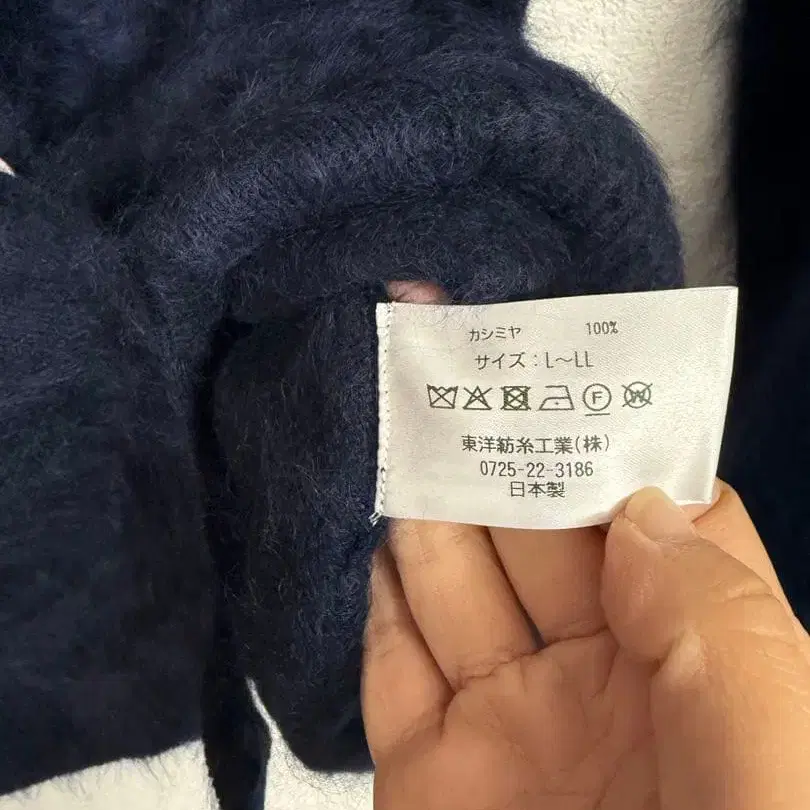 カシミヤ 100%
サイズ：L～LL
F W
東洋紡糸工業(株)
0725-22-3186
日本製